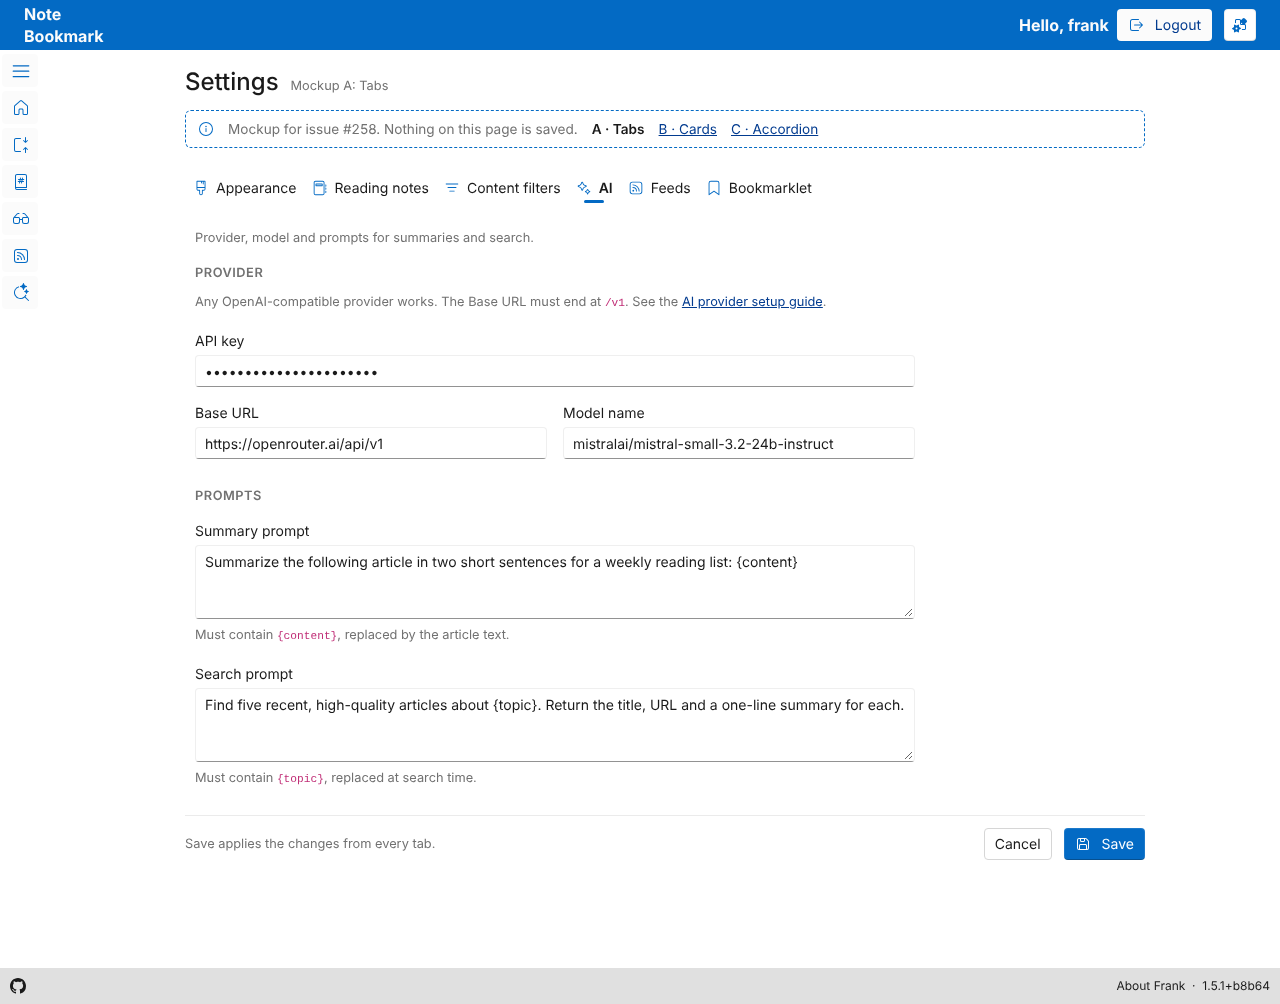 Note
Bookmark
Hello, frank
Logout
Settings
Mockup A: Tabs
Mockup for issue #258. Nothing on this page is saved. A · Tabs B · Cards C · Accordion
Appearance Reading notes Content filters AI Feeds Bookmarklet
Provider, model and prompts for summaries and search.
PROVIDER
Any OpenAI-compatible provider works. The Base URL must end at /v1. See the AI provider setup guide.
API key
••••••••••••••••••••••
Base URL
Model name
https://openrouter.ai/api/v1
mistralai/mistral-small-3.2-24b-instruct
PROMPTS
Summary prompt
Summarize the following article in two short sentences for a weekly reading list: {content}
Must contain {content}, replaced by the article text.
Search prompt
Find five recent, high-quality articles about {topic}. Return the title, URL and a one-line summary for each.
Must contain {topic}, replaced at search time.
Save applies the changes from every tab.
Cancel
Save
About Frank · 1.5.1+b8b64